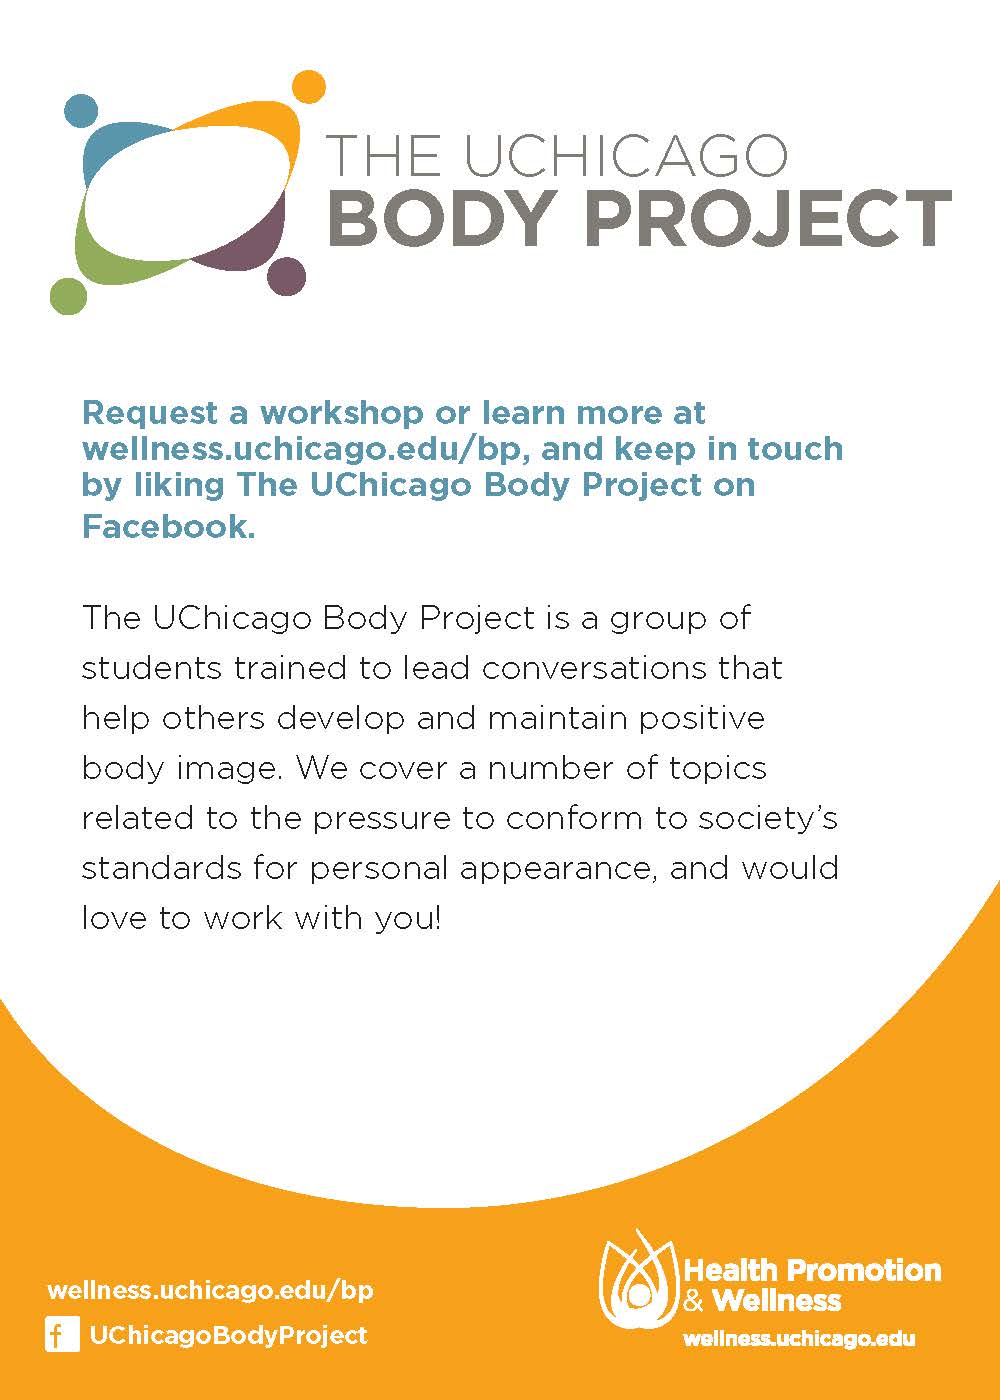 THE UCHICAGO
BODY PROJECT
Request a workshop or learn more at
wellness.uchicago.edu/bp, and keep in touch
by liking The UChicago Body Project on
Facebook.
The UChicago Body Project is a group of
students trained to lead conversations that
help others develop and maintain positive
body image. We cover a number of topics
related to the pressure to conform to society’s
standards for personal appearance, and would
love to work with you!
wellness.uchicago.edu/bp
f UChicagoBodyProject
Health Promotion
& Wellness
wellness.uchicago.edu